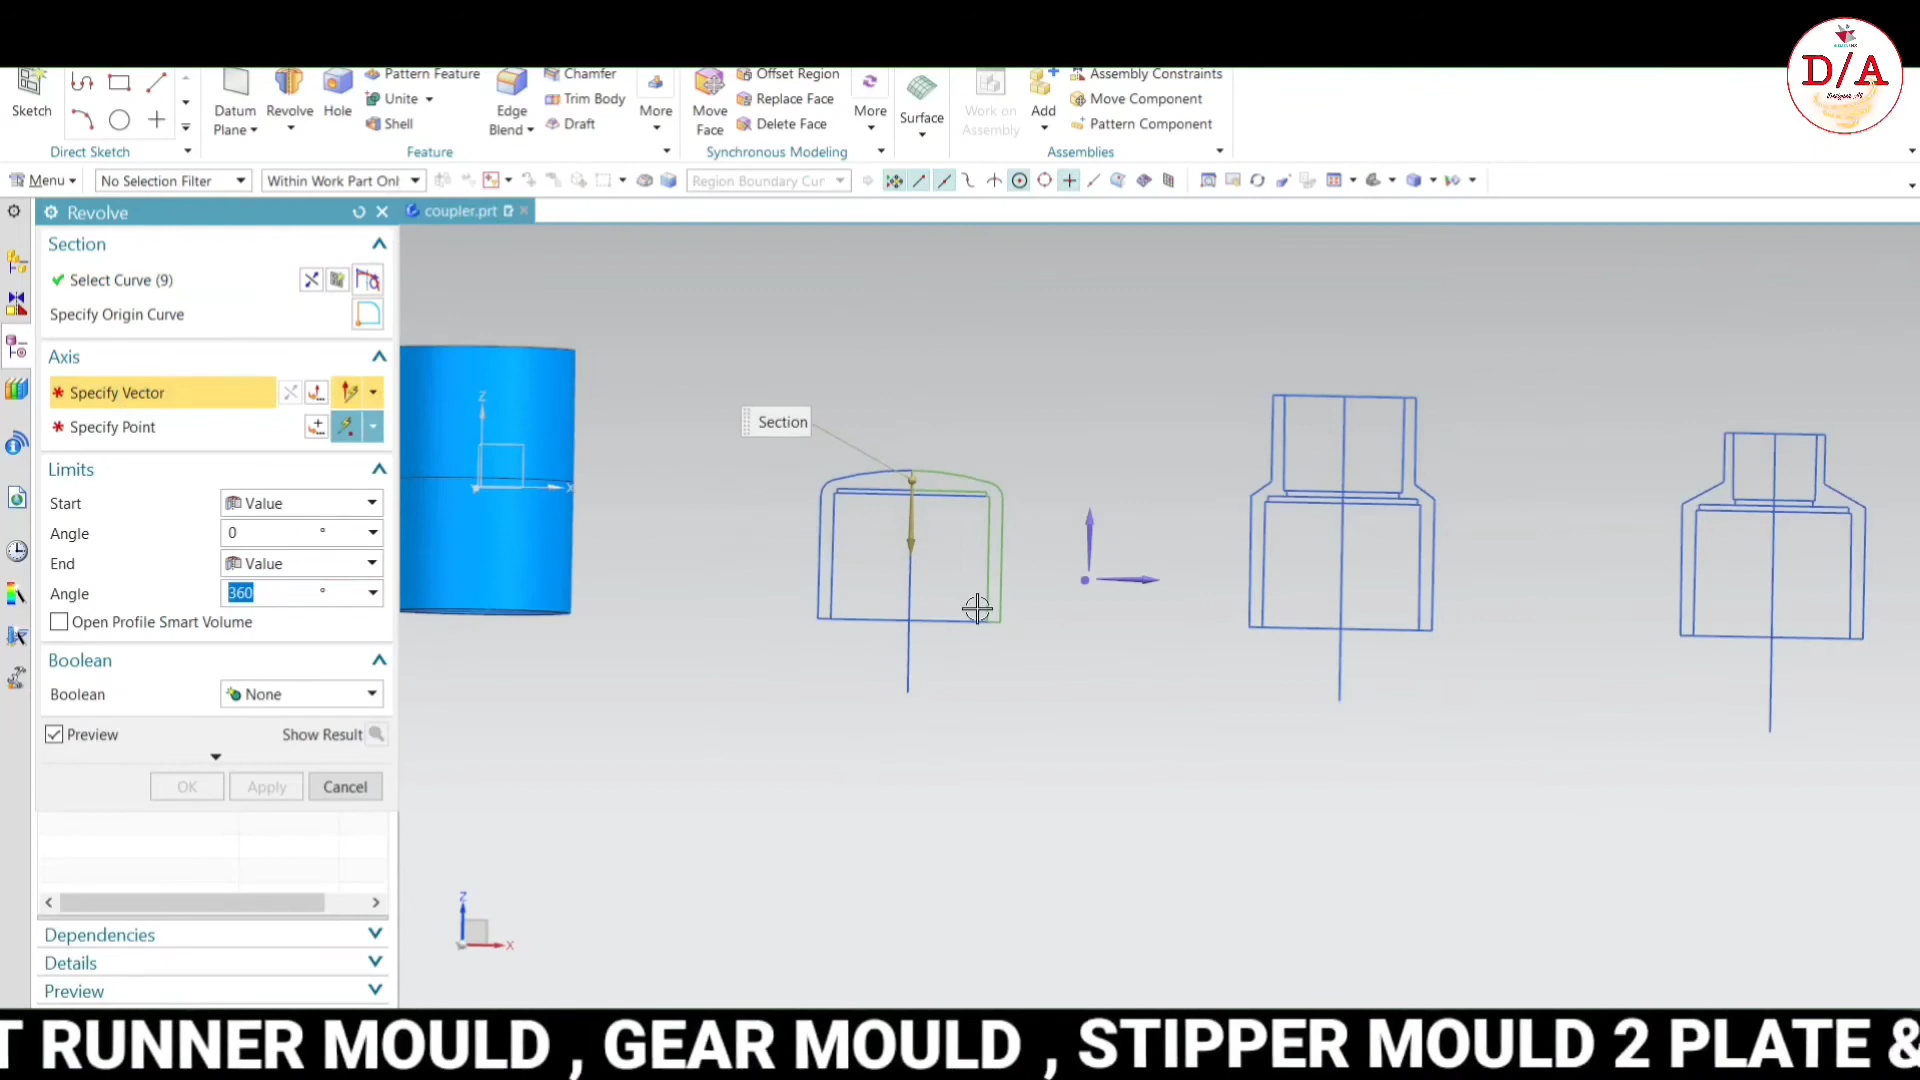 Pattern Feature
Chamfer
Offset Region
Assembly Constraints
Unite
Trim Body
Replace Face
Move Component
Sketch
Datum Plane
Revolve
Hole
Shell
Edge Blend
Draft
More
Move Face
Delete Face
More
Surface
Work on Assembly
Add
Pattern Component
Direct Sketch
Feature
Synchronous Modeling
Assemblies
D/A
Menu
No Selection Filter
Within Work Part Onl
Region Boundary Cur
Revolve
coupler.prt
Section
Select Curve (9)
Specify Origin Curve
Axis
* Specify Vector
* Specify Point
Limits
Start
Value
Angle
0 °
End
Value
Angle
360 °
Open Profile Smart Volume
Boolean
Boolean
None
Preview
Show Result
OK
Apply
Cancel
Dependencies
Details
Preview
Z
X
Section
Z
X
T RUNNER MOULD , GEAR MOULD , STIPPER MOULD 2 PLATE &